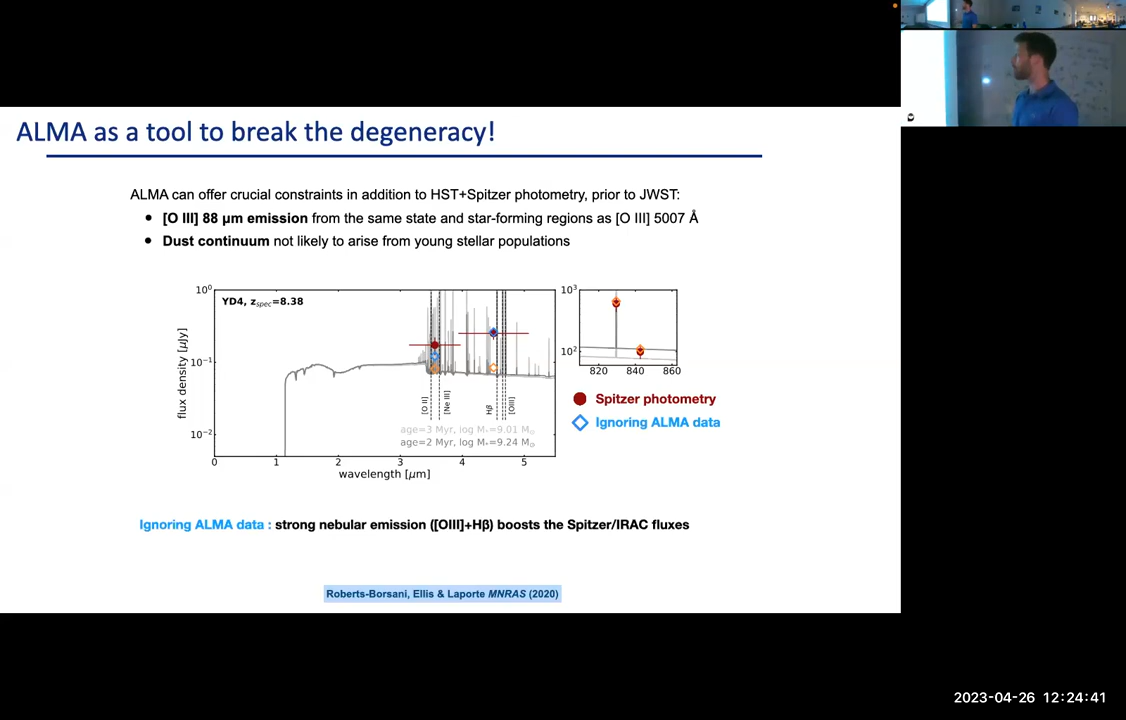 ALMA as a tool to break the degeneracy!
ALMA can offer crucial constraints in addition to HST+Spitzer photometry, prior to JWST:
• [O III] 88 μm emission from the same state and star-forming regions as [O III] 5007 Å
• Dust continuum not likely to arise from young stellar populations
YD4, z_spec=8.38
flux density [μJy]
10⁰
10⁻¹
10⁻²
[O II]
[Ne III]
Hβ
[OIII]
age=3 Myr, log M⋆=9.01 M☉
age=2 Myr, log M⋆=9.24 M☉
0 1 2 3 4 5
wavelength [μm]
10³
10²
820 840 860
Spitzer photometry
Ignoring ALMA data
Ignoring ALMA data : strong nebular emission ([OIII]+Hβ) boosts the Spitzer/IRAC fluxes
Roberts-Borsani, Ellis & Laporte MNRAS (2020)
2023-04-26 12:24:41